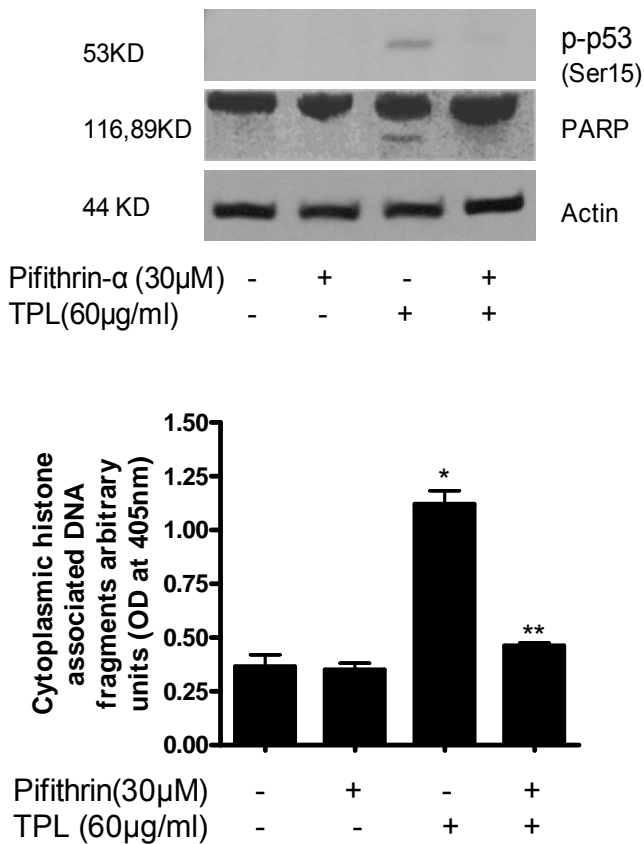 53KD
p-p53
(Ser15)
116,89KD
PARP
44 KD
Actin
Pifithrin-α (30µM) - + - +
TPL(60µg/ml) - - + +
Cytoplasmic histone
associated DNA
fragments arbitrary
units (OD at 405nm)
1.50
1.25
1.00
0.75
0.50
0.25
0.00
*
**
Pifithrin(30µM) - + - +
TPL (60µg/ml) - - + +